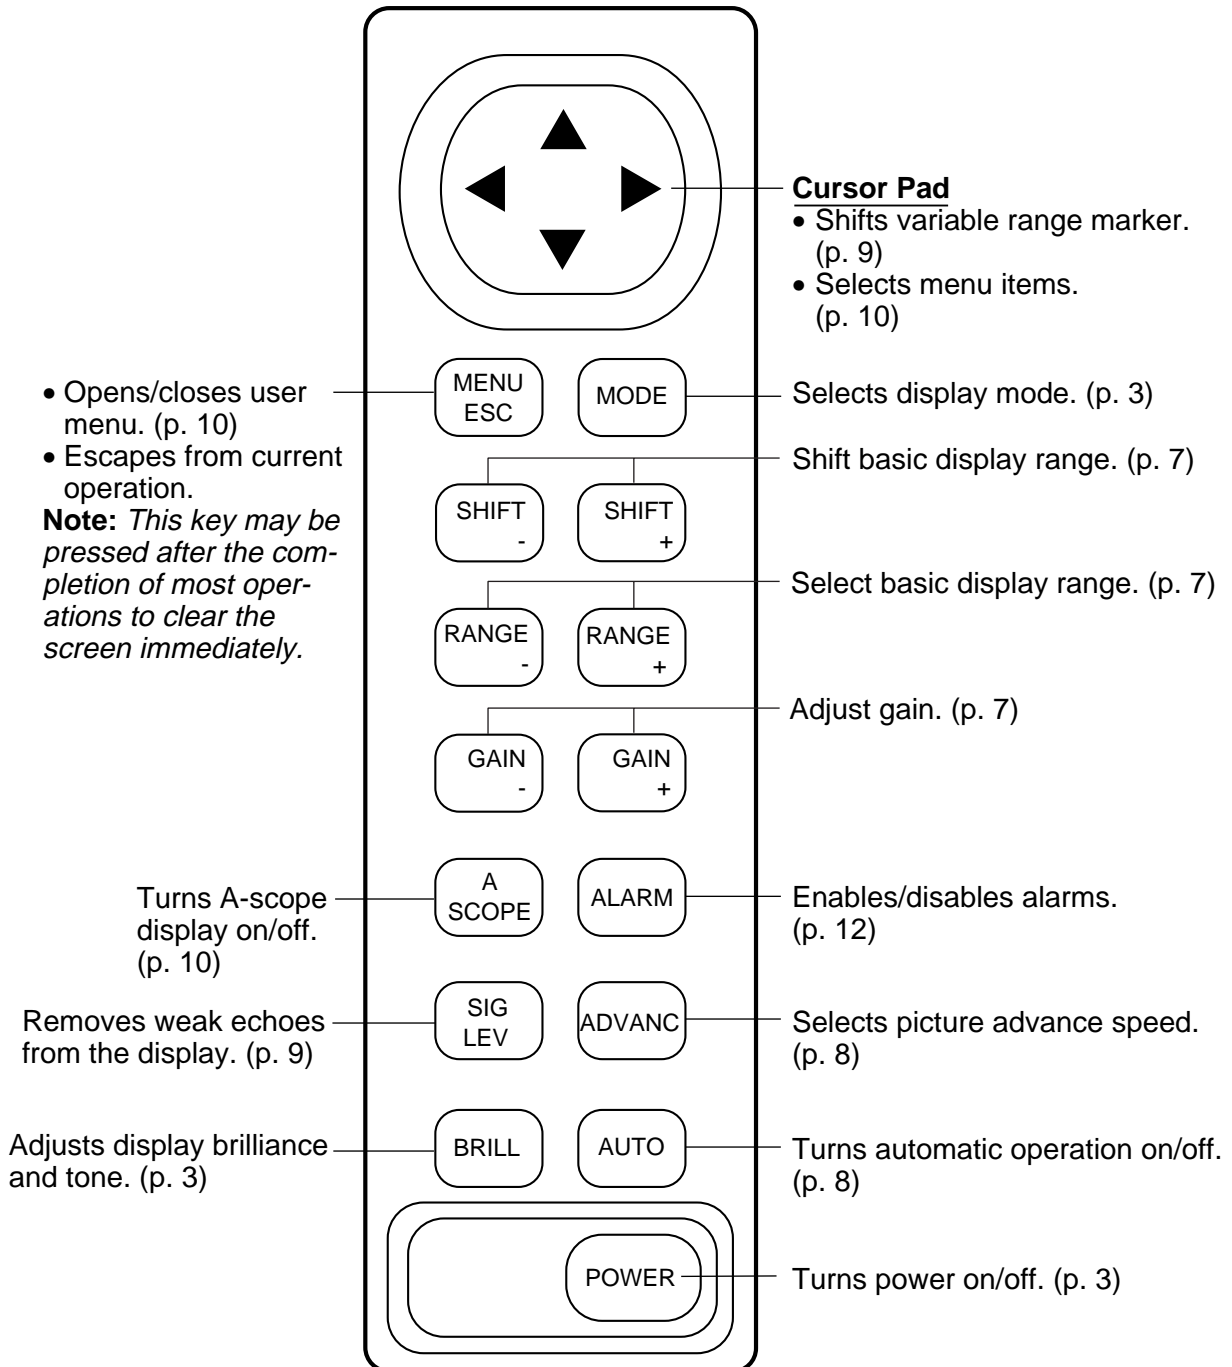 Cursor Pad
• Shifts variable range marker.
(p. 9)
• Selects menu items.
(p. 10)
• Opens/closes user
menu. (p. 10)
• Escapes from current
operation.
Note: This key may be
pressed after the com-
pletion of most oper-
ations to clear the
screen immediately.
MENU
ESC
MODE
Selects display mode. (p. 3)
Shift basic display range. (p. 7)
SHIFT
-
SHIFT
+
Select basic display range. (p. 7)
RANGE
-
RANGE
+
Adjust gain. (p. 7)
GAIN
-
GAIN
+
Turns A-scope
display on/off.
(p. 10)
A
SCOPE
ALARM
Enables/disables alarms.
(p. 12)
Removes weak echoes
from the display. (p. 9)
SIG
LEV
ADVANC
Selects picture advance speed.
(p. 8)
Adjusts display brilliance
and tone. (p. 3)
BRILL
AUTO
Turns automatic operation on/off.
(p. 8)
POWER
Turns power on/off. (p. 3)